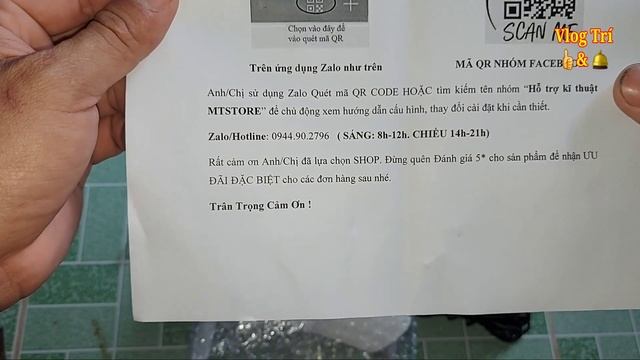 Chọn vào đây để
vào quét mã QR
SCAN ME
Vlog Trí
&
Trên ứng dụng Zalo như trên
MÃ QR NHÓM FACEBOOK
Anh/Chị sử dụng Zalo Quét mã QR CODE HOẶC tìm kiếm tên nhóm “Hỗ trợ kĩ thuật
MTSTORE” để chủ động xem hướng dẫn cấu hình, thay đổi cài đặt khi cần thiết.
Zalo/Hotline: 0944.90.2796 ( SÁNG: 8h-12h. CHIỀU 14h-21h)
Rất cảm ơn Anh/Chị đã lựa chọn SHOP. Đừng quên Đánh giá 5* cho sản phẩm để nhận ƯU
ĐÃI ĐẶC BIỆT cho các đơn hàng sau nhé.
Trân Trọng Cảm Ơn !